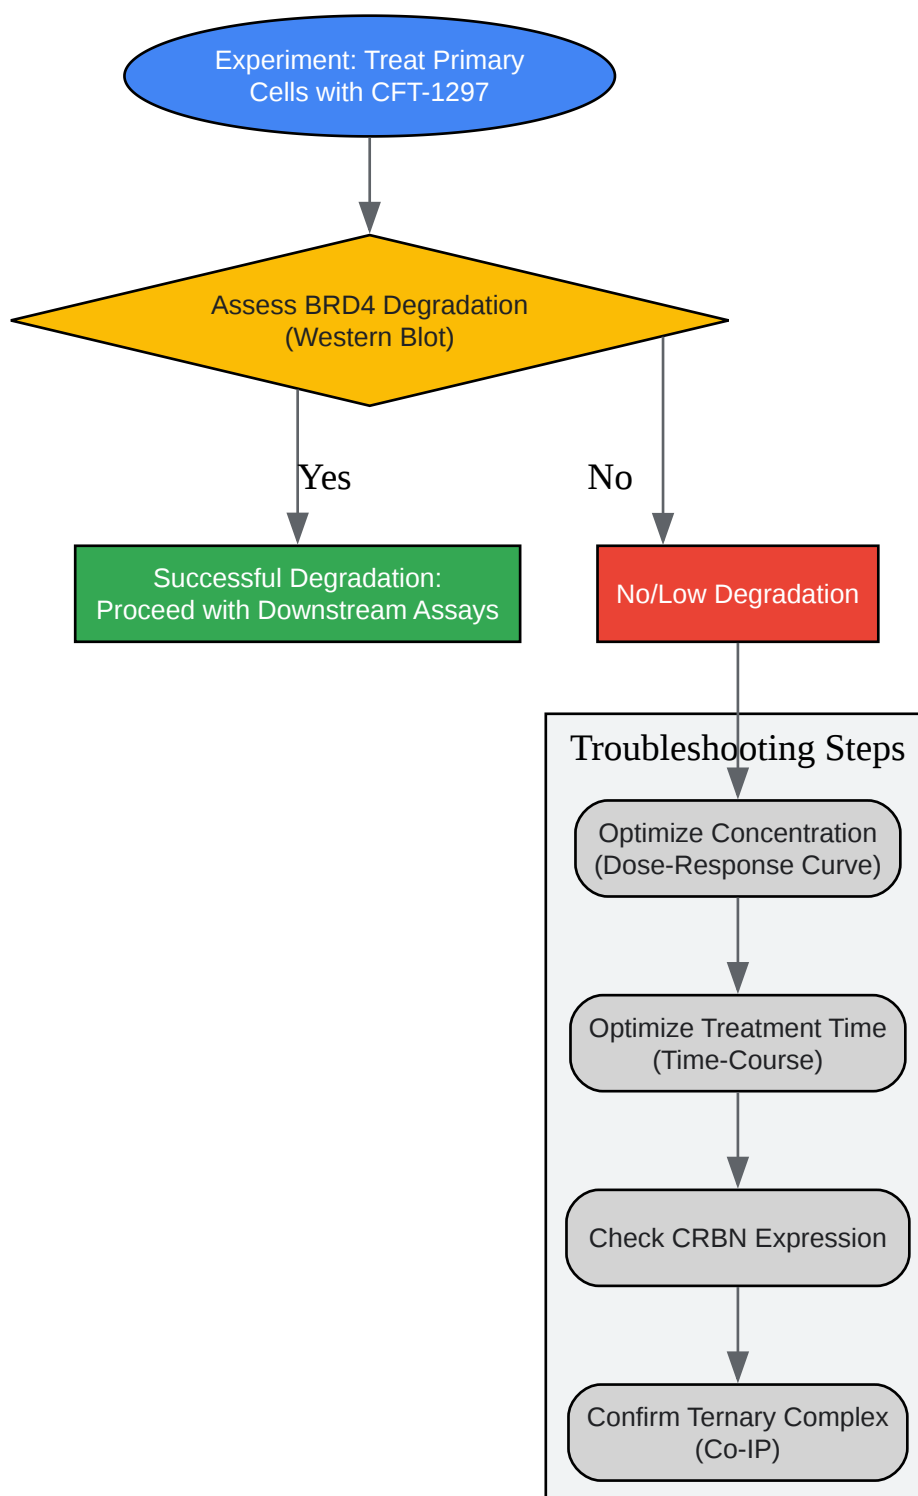 Experiment: Treat Primary
Cells with CFT-1297
Assess BRD4 Degradation
(Western Blot)
Yes
No
Successful Degradation:
Proceed with Downstream Assays
No/Low Degradation
Troubleshooting Steps
Optimize Concentration
(Dose-Response Curve)
Optimize Treatment Time
(Time-Course)
Check CRBN Expression
Confirm Ternary Complex
(Co-IP)